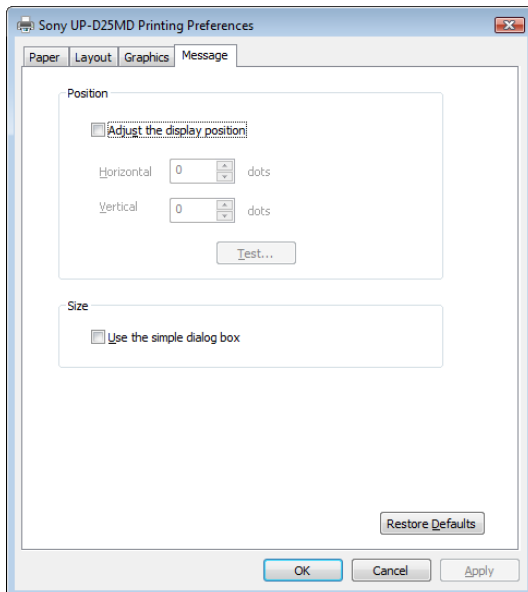 Sony UP-D25MD Printing Preferences
Paper Layout Graphics Message
Position
Adjust the display position
Horizontal 0 dots
Vertical 0 dots
Test...
Size
Use the simple dialog box
Restore Defaults
OK Cancel Apply